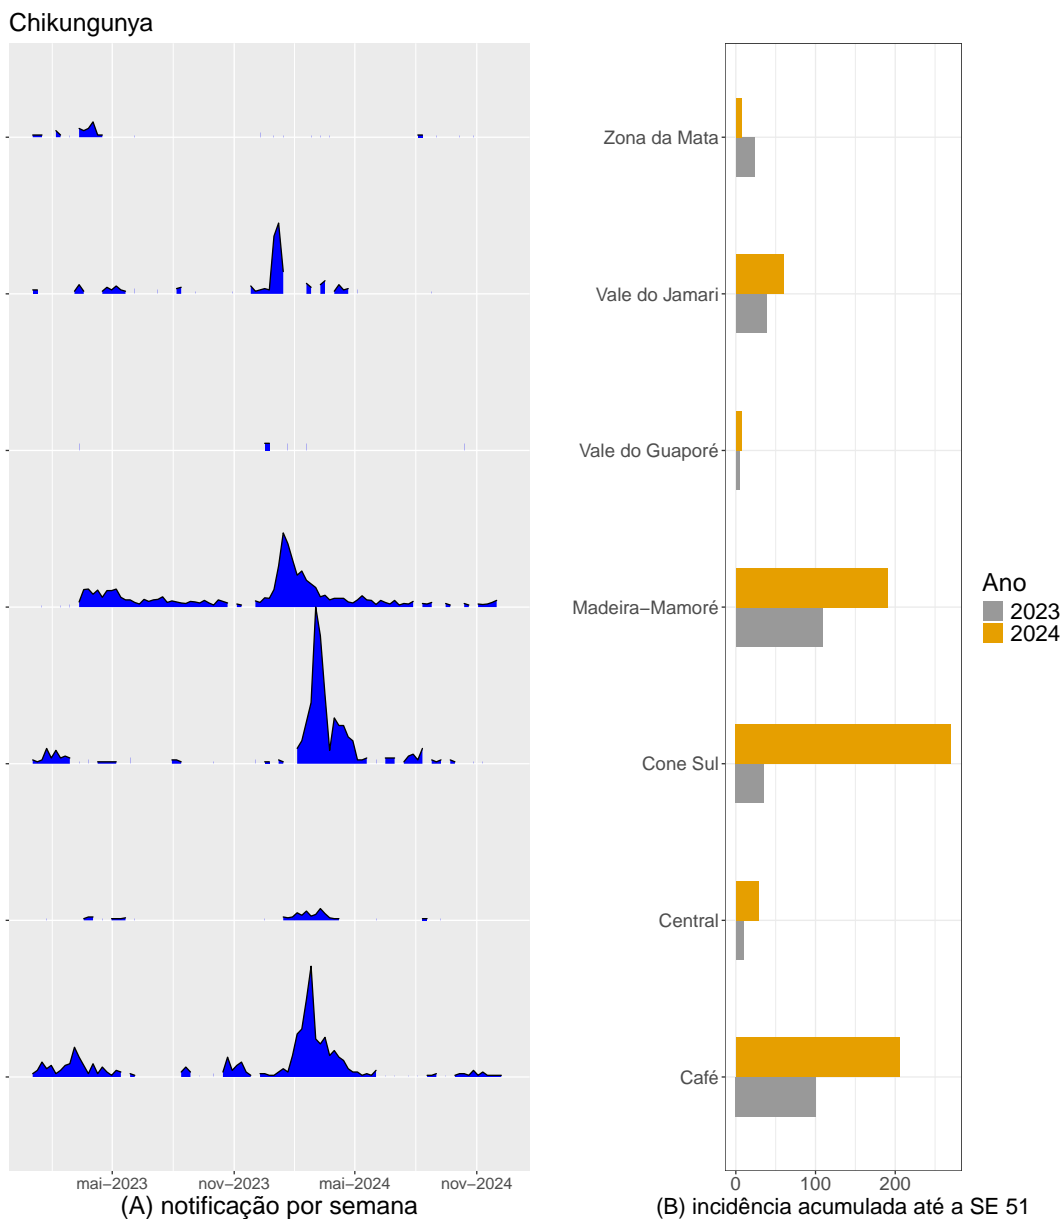 Chikungunya
Zona da Mata
Vale do Jamari
Vale do Guaporé
Madeira−Mamoré
Cone Sul
Central
Café
Ano
2023
2024
mai−2023
nov−2023
mai−2024
nov−2024
0
100
200
(A) notificação por semana
(B) incidência acumulada até a SE 51